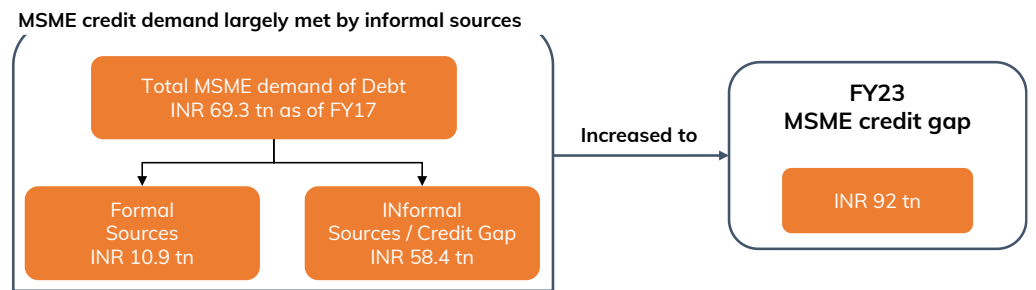 MSME credit demand largely met by informal sources
Total MSME demand of Debt
INR 69.3 tn as of FY17
Formal
Sources
INR 10.9 tn
INformal
Sources / Credit Gap
INR 58.4 tn
Increased to
FY23
MSME credit gap
INR 92 tn